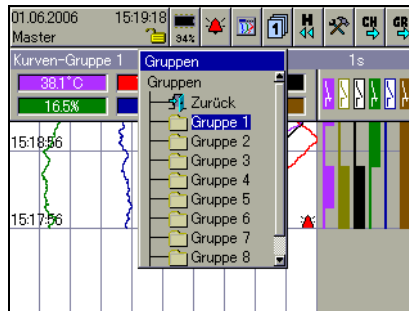 01.06.2006 15:19:18
Master 94% H CH GR
Kurven-Gruppe 1 Gruppen 1s
38.1°C Gruppen
16.5% Zurück
Gruppe 1
15:18:56 Gruppe 2
Gruppe 3
Gruppe 4
Gruppe 5
15:17:56 Gruppe 6
Gruppe 7
Gruppe 8